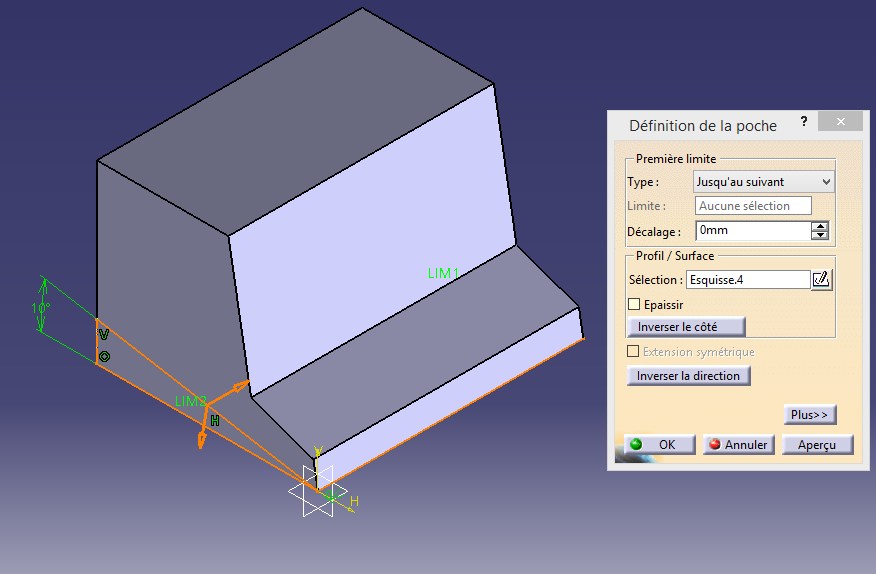 Définition de la poche ?
Première limite
Type : Jusqu'au suivant
Limite : Aucune sélection
Décalage : 0mm
Profil / Surface
Sélection : Esquisse.4
Epaissir
Inverser le côté
Extension symétrique
Inverser la direction
Plus>>
OK Annuler Aperçu
LIM1
10°
V
O
LIM2
H
V
H